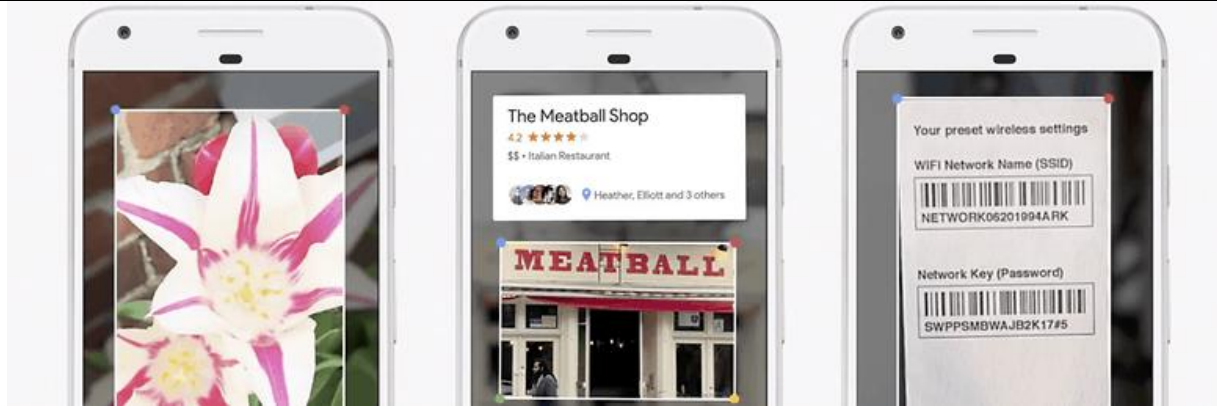 The Meatball Shop
4.2
$$ • Italian Restaurant
Heather, Elliott and 3 others
MEATBALL
Your preset wireless settings
WIFI Network Name (SSID)
NETWORK06201994ARK
Network Key (Password)
SWPPSMBWAJB2K17#5